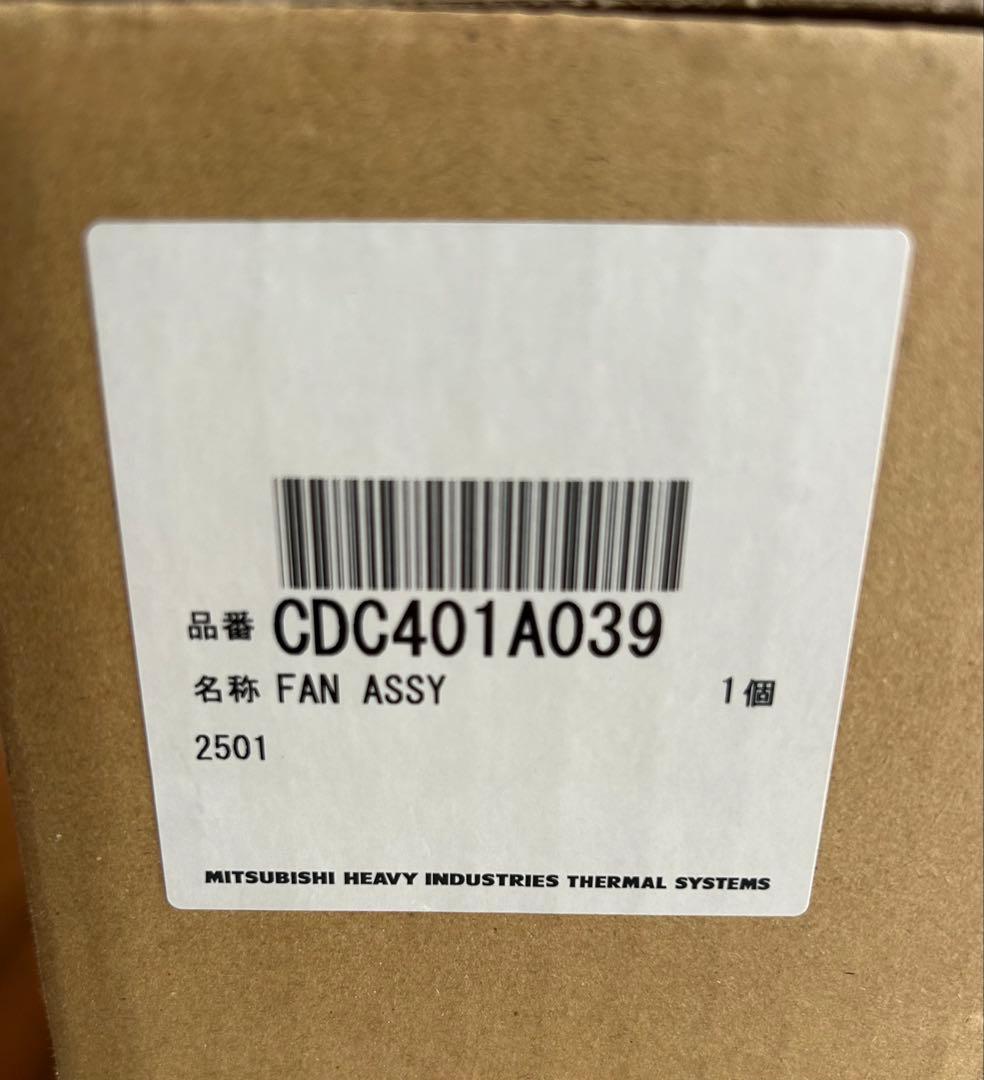 品番 CDC401A039
名称 FAN ASSY 1個
2501
MITSUBISHI HEAVY INDUSTRIES THERMAL SYSTEMS